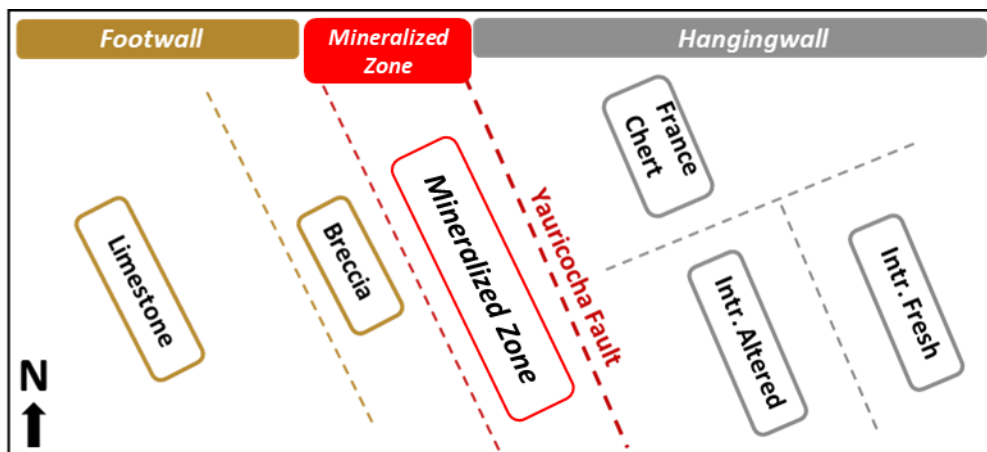 Footwall
Mineralized
Zone
Hangingwall
France
Chert
Limestone
Breccia
Mineralized Zone
Yauricocha Fault
Intr. Altered
Intr. Fresh
N